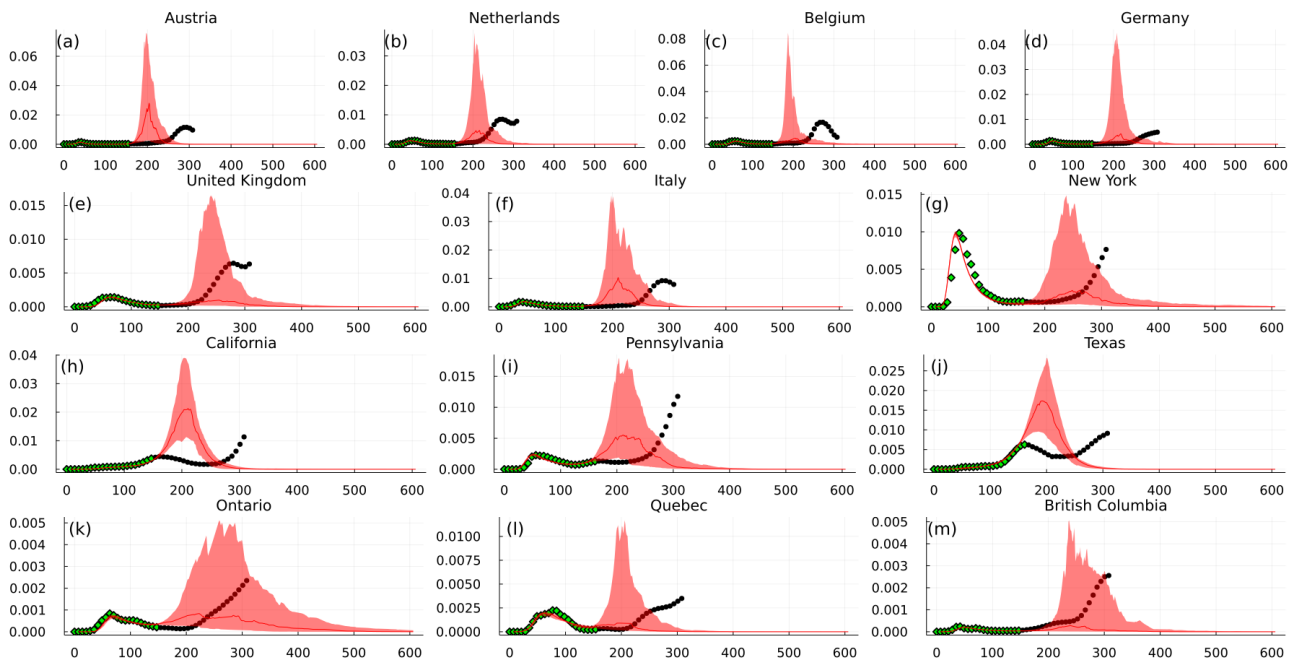 Austria Netherlands Belgium Germany
(a) (b) (c) (d)
0.06 0.03 0.08 0.04
0.04 0.02 0.06 0.03
0.02 0.01 0.04 0.02
0.00 0.00 0.02 0.01
0.00 0.00
0 100 200 300 400 500 600 0 100 200 300 400 500 600 0 100 200 300 400 500 600 0 100 200 300 400 500 600
United Kingdom Italy New York
(e) (f) (g)
0.015 0.04 0.015
0.010 0.03 0.010
0.005 0.02 0.005
0.000 0.01 0.000
0.00
0 100 200 300 400 500 600 0 100 200 300 400 500 600 0 100 200 300 400 500 600
California Pennsylvania Texas
(h) (i) (j)
0.04 0.015 0.025
0.03 0.010 0.020
0.02 0.005 0.015
0.01 0.000 0.010
0.00 0.005
0.000
0 100 200 300 400 500 600 0 100 200 300 400 500 600 0 100 200 300 400 500 600
Ontario Quebec British Columbia
(k) (l) (m)
0.005 0.0100 0.005
0.004 0.0075 0.004
0.003 0.0050 0.003
0.002 0.0025 0.002
0.001 0.0000 0.001
0.000 0.000
0 100 200 300 400 500 600 0 100 200 300 400 500 600 0 100 200 300 400 500 600